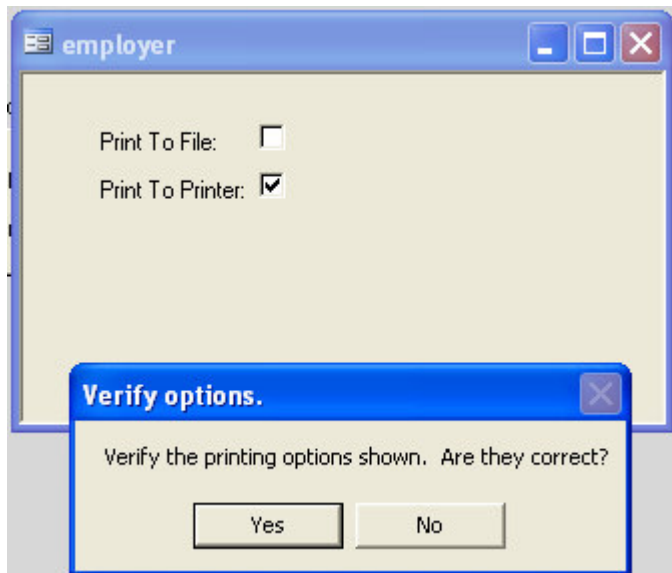 employer
Print To File:
Print To Printer:
Verify options.
Verify the printing options shown.  Are they correct?
Yes
No